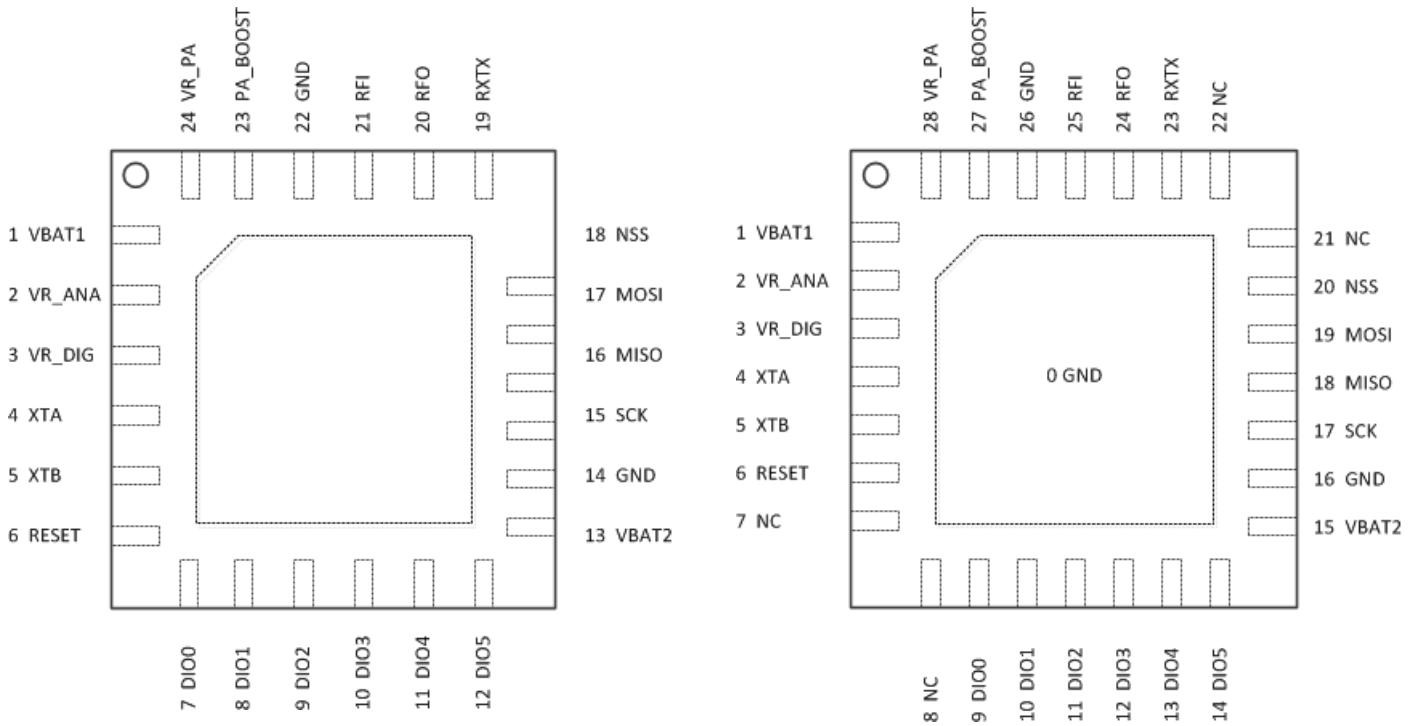 24 VR_PA
23 PA_BOOST
22 GND
21 RFI
20 RFO
19 RXTX
1 VBAT1
2 VR_ANA
3 VR_DIG
4 XTA
5 XTB
6 RESET
18 NSS
17 MOSI
16 MISO
15 SCK
14 GND
13 VBAT2
7 DIO0
8 DIO1
9 DIO2
10 DIO3
11 DIO4
12 DIO5
28 VR_PA
27 PA_BOOST
26 GND
25 RFI
24 RFO
23 RXTX
22 NC
1 VBAT1
2 VR_ANA
3 VR_DIG
4 XTA
5 XTB
6 RESET
7 NC
0 GND
21 NC
20 NSS
19 MOSI
18 MISO
17 SCK
16 GND
15 VBAT2
8 NC
9 DIO0
10 DIO1
11 DIO2
12 DIO3
13 DIO4
14 DIO5